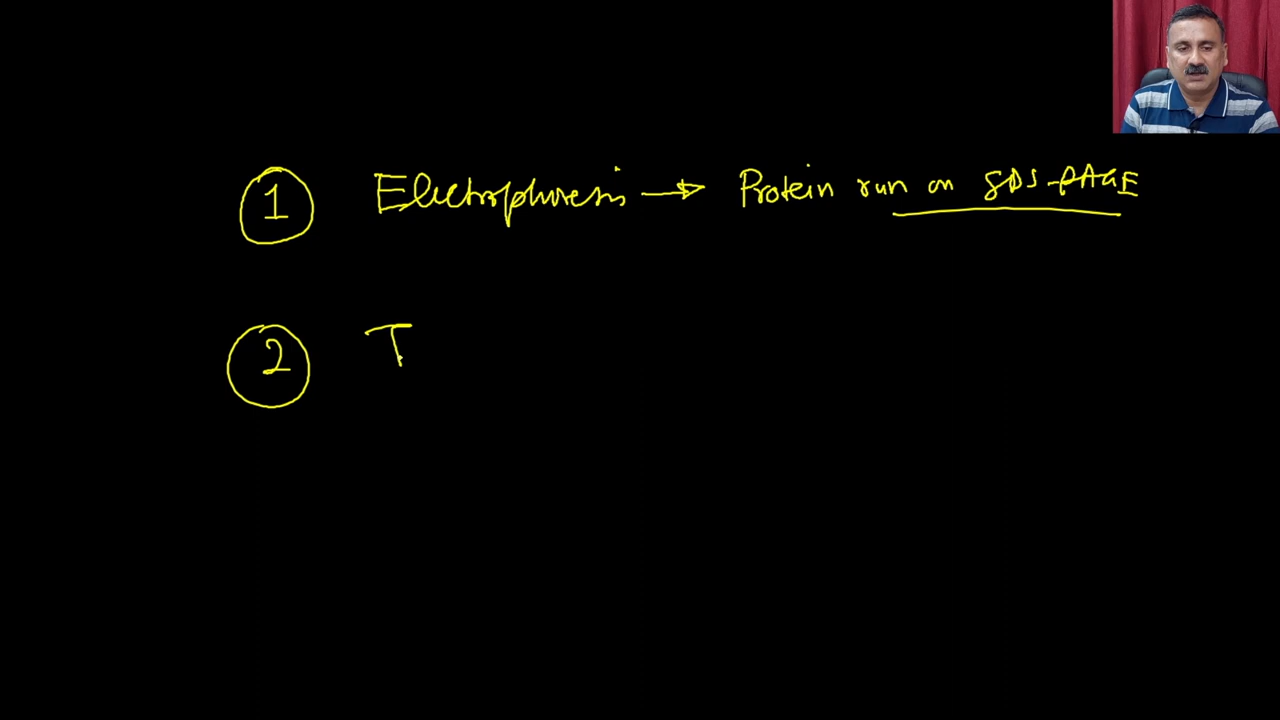 1 Electrophoresis → Protein run on SDS-PAGE
2 T